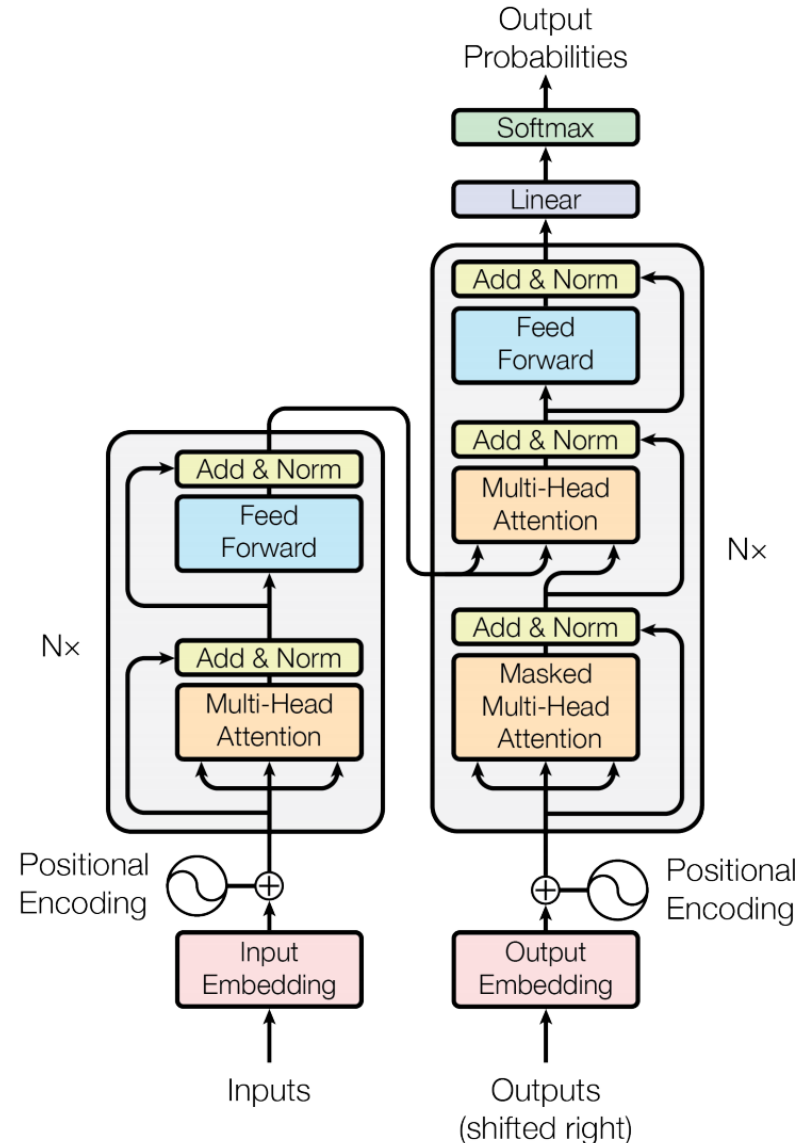 Output
Probabilities
Softmax
Linear
Add & Norm
Feed
Forward
Add & Norm
Multi-Head
Attention
Add & Norm
Masked
Multi-Head
Attention
Nx
Add & Norm
Feed
Forward
Add & Norm
Multi-Head
Attention
Nx
Positional
Encoding
Positional
Encoding
Input
Embedding
Output
Embedding
Inputs
Outputs
(shifted right)